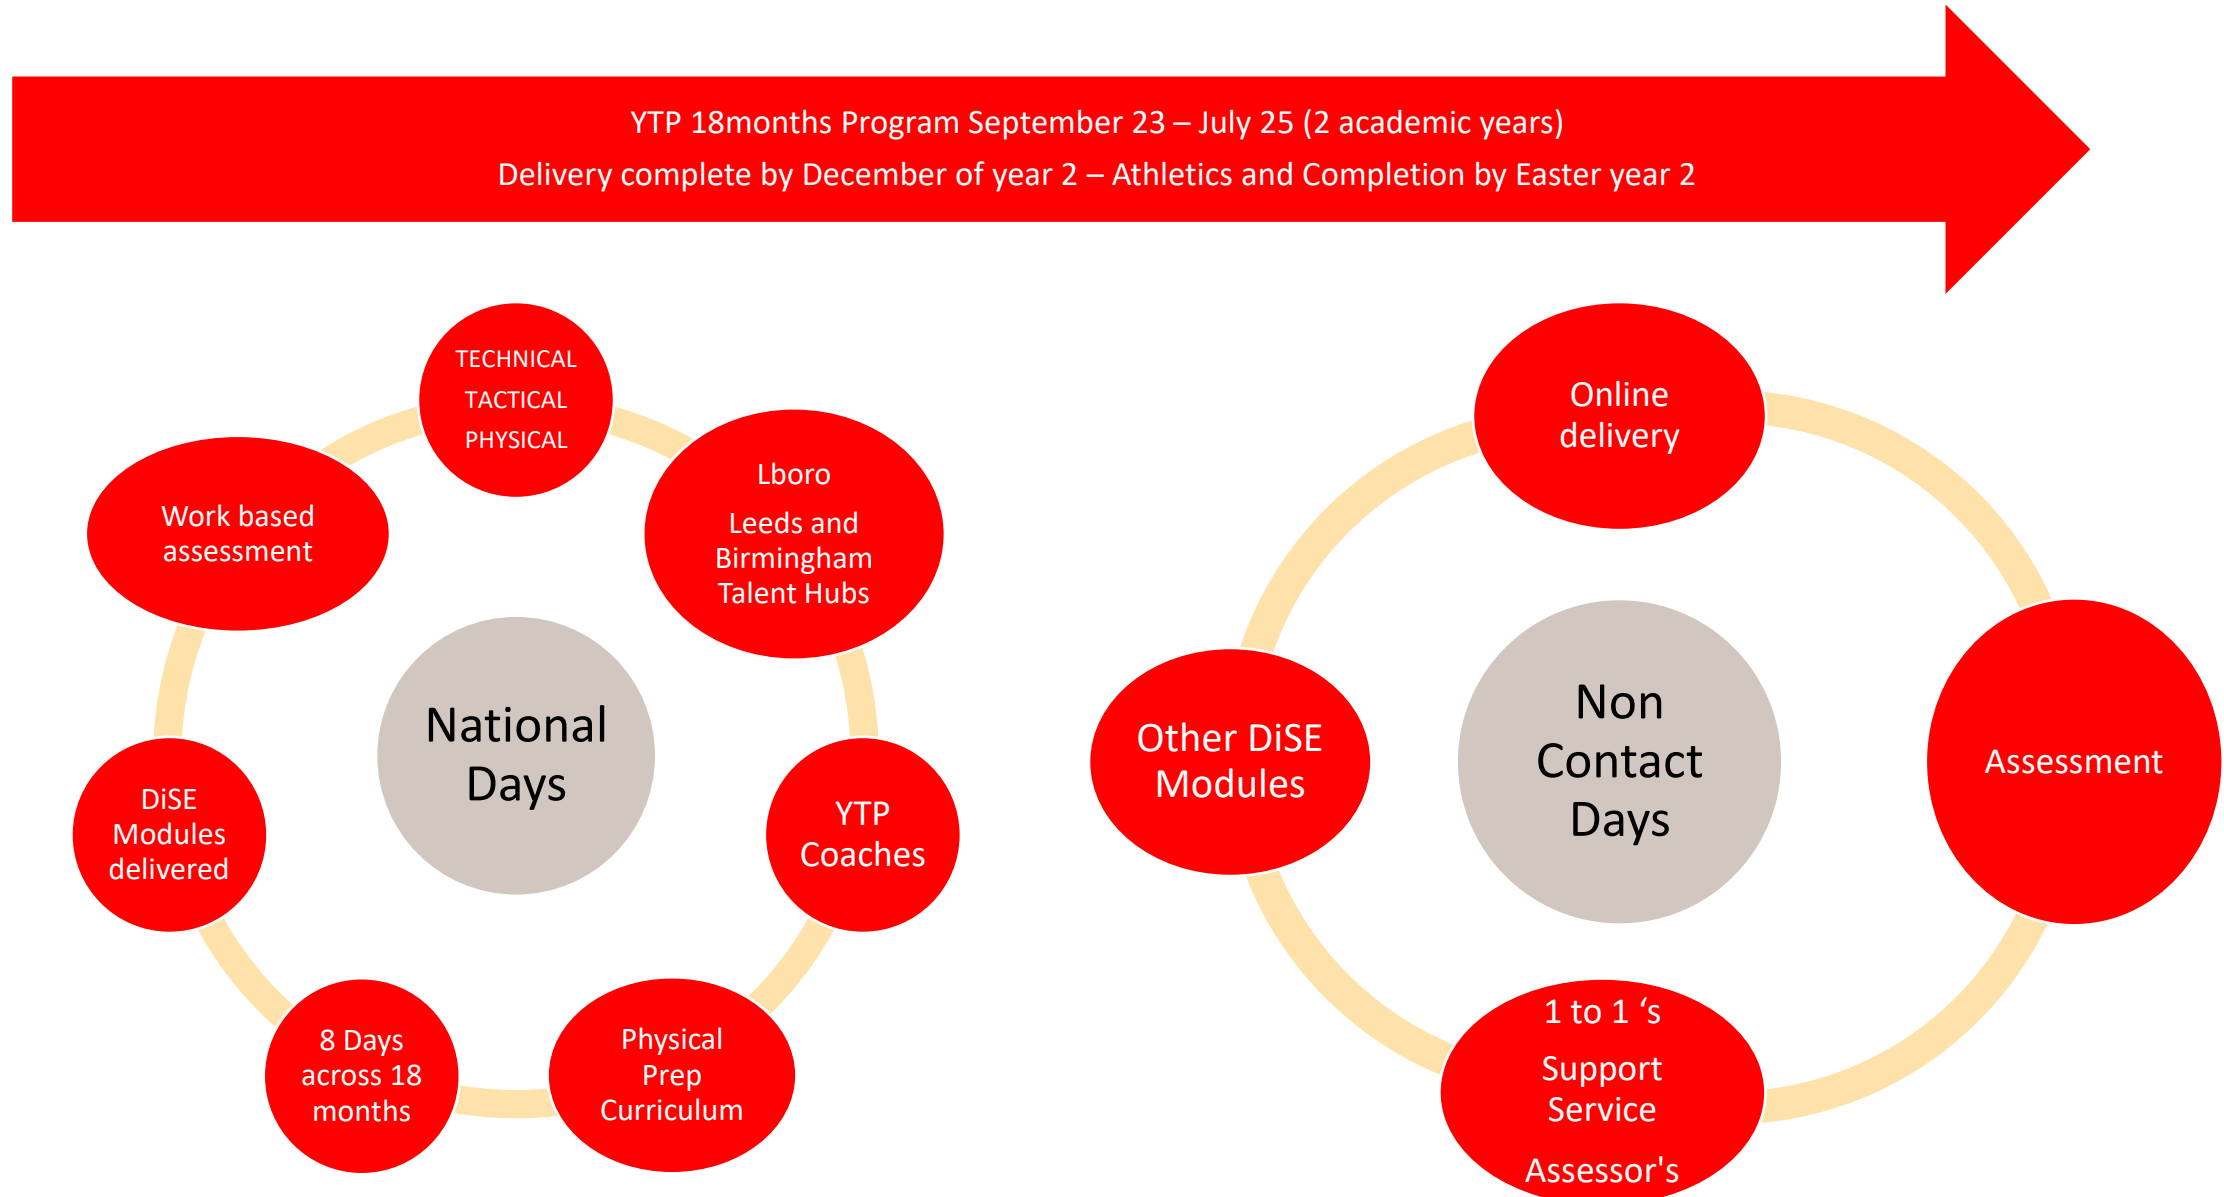 YTP 18months Program September 23 – July 25 (2 academic years)
Delivery complete by December of year 2 – Athletics and Completion by Easter year 2
TECHNICAL
TACTICAL
PHYSICAL
Lboro
Leeds and
Birmingham
Talent Hubs
YTP
Coaches
Physical
Prep
Curriculum
8 Days
across 18
months
DiSE
Modules
delivered
Work based
assessment
National
Days
Online
delivery
Assessment
1 to 1 ‘s
Support
Service
Assessor's
Other DiSE
Modules
Non
Contact
Days